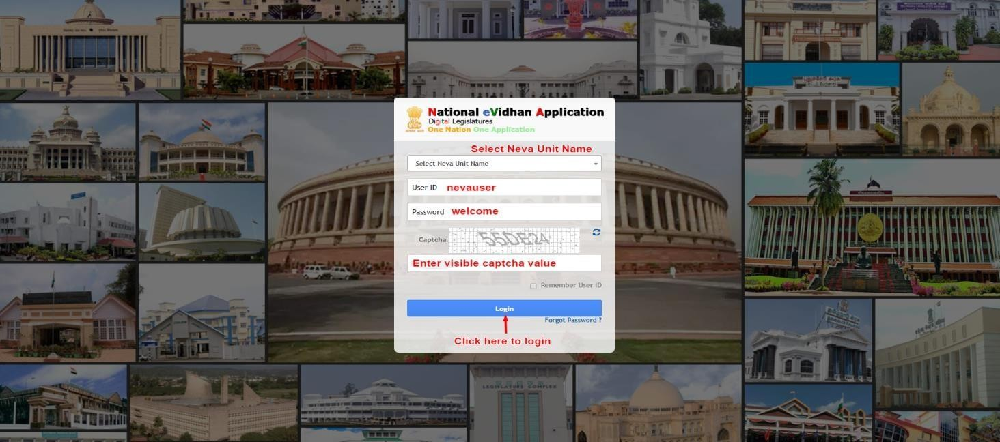 National eVidhan Application
Digital Legislatures
One Nation One Application
Select Neva Unit Name
Select Neva Unit Name
User ID nevauser
Password welcome
Captcha 55DE24
Enter visible captcha value
Remember User ID
Login
Forgot Password ?
Click here to login
LEGISLATIVE COMPLEX